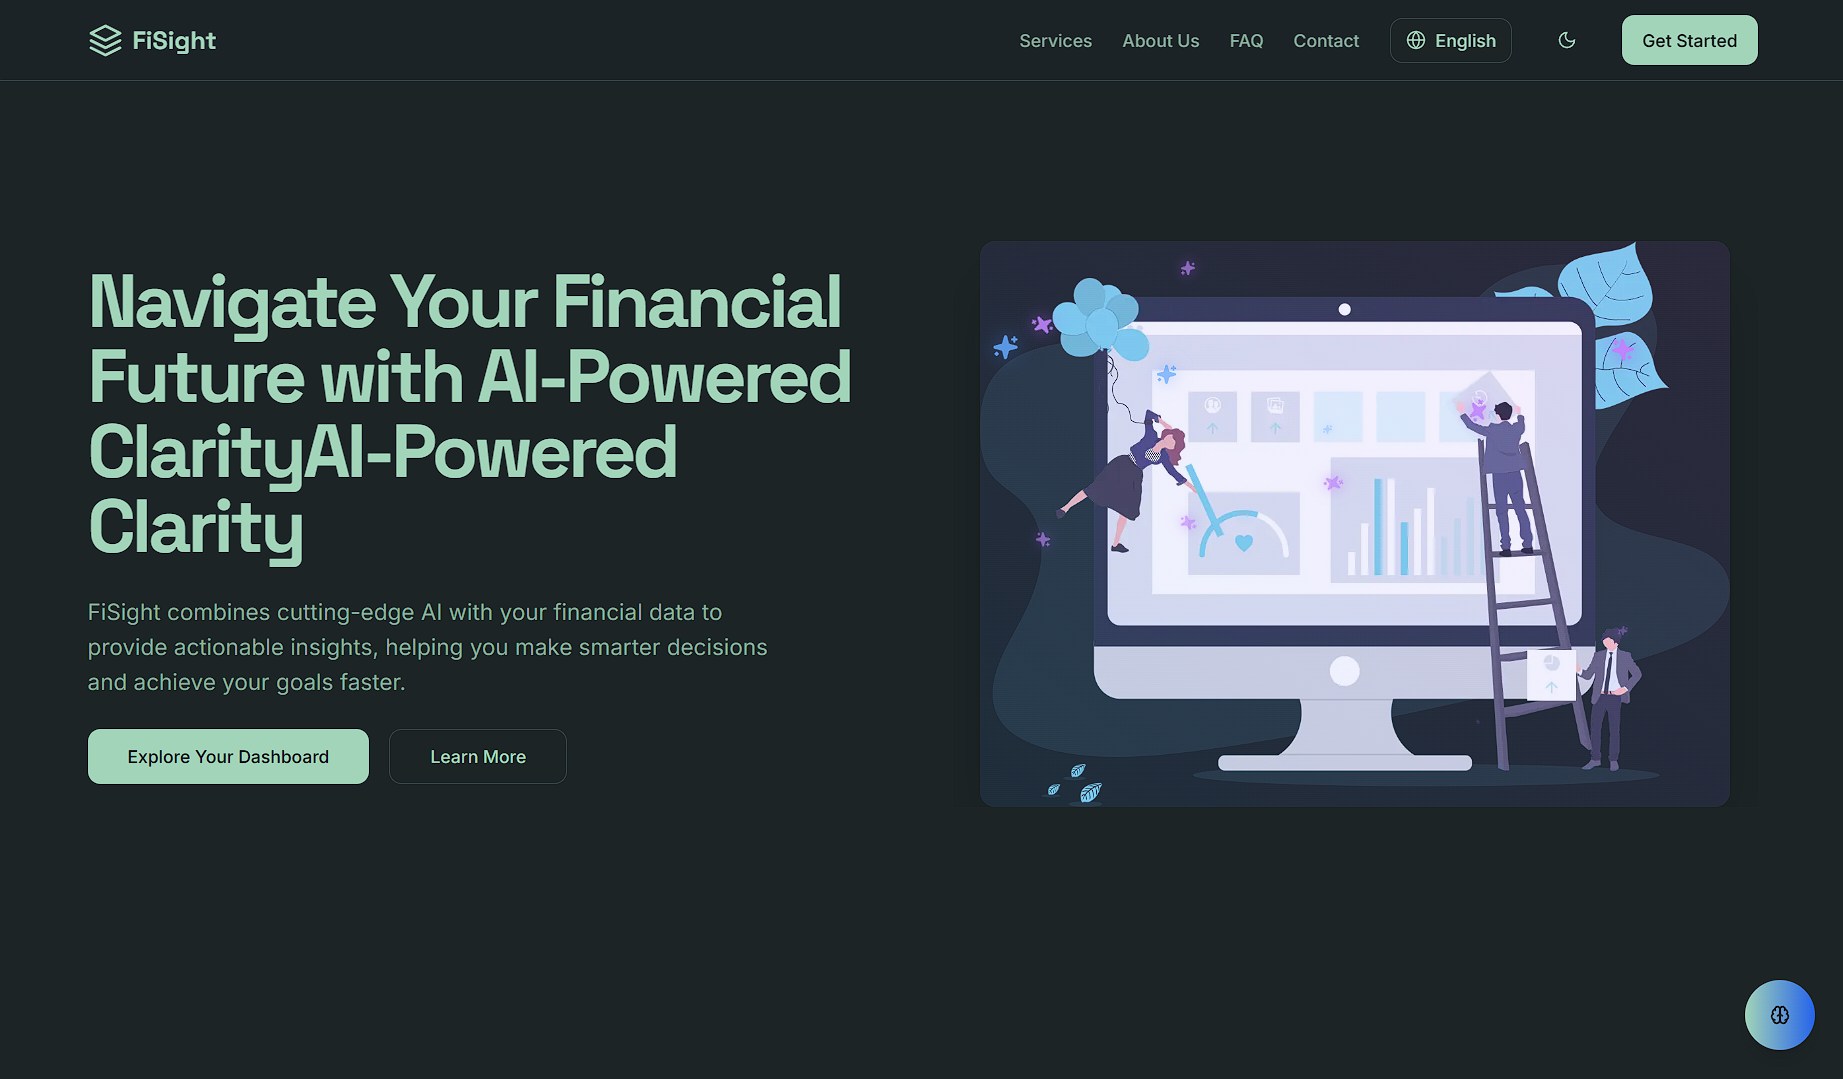 FiSight
Services
About Us
FAQ
Contact
English
Get Started
Navigate Your Financial
Future with AI-Powered
ClarityAI-Powered
Clarity
FiSight combines cutting-edge AI with your financial data to
provide actionable insights, helping you make smarter decisions
and achieve your goals faster.
Explore Your Dashboard
Learn More